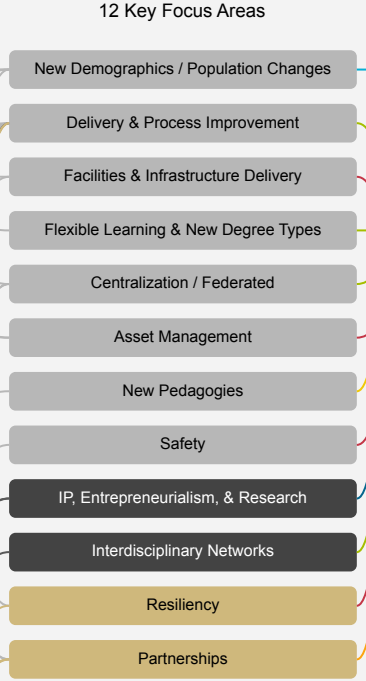 12 Key Focus Areas
New Demographics / Population Changes
Delivery & Process Improvement
Facilities & Infrastructure Delivery
Flexible Learning & New Degree Types
Centralization / Federated
Asset Management
New Pedagogies
Safety
IP, Entrepreneurialism, & Research
Interdisciplinary Networks
Resiliency
Partnerships